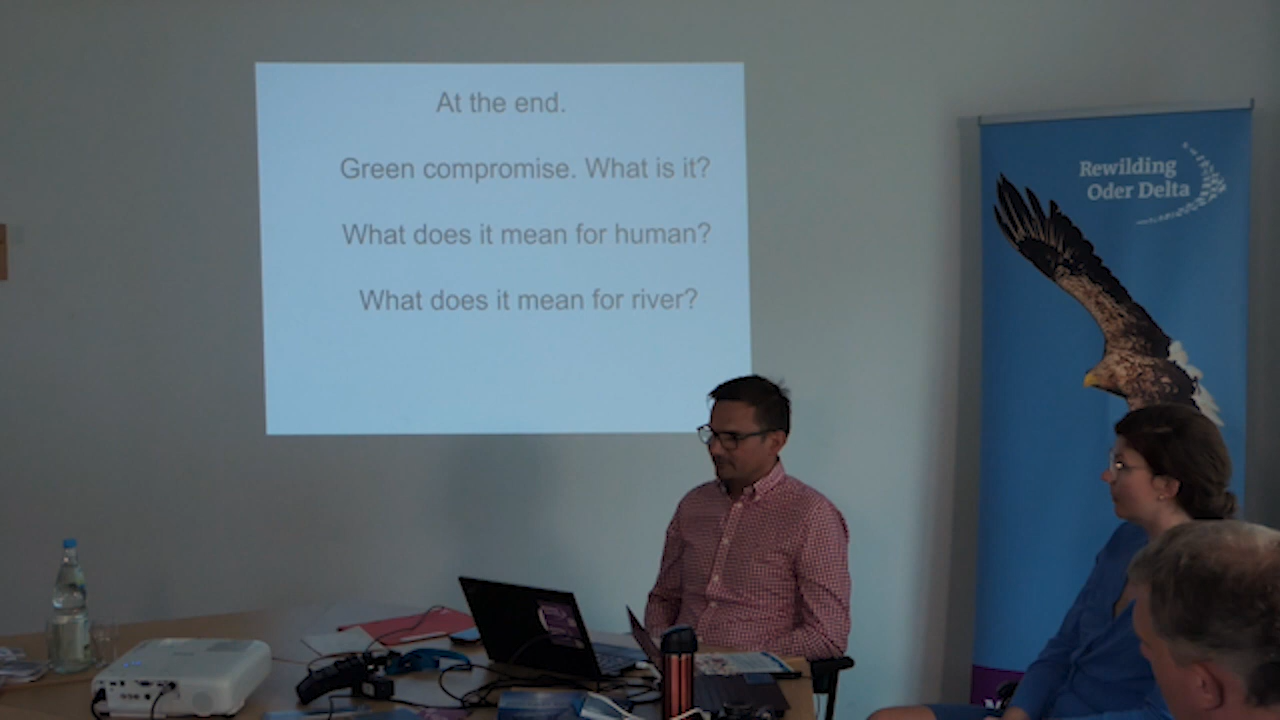 At the end.
Green compromise. What is it?
What does it mean for human?
What does it mean for river?
Rewilding
Oder Delta